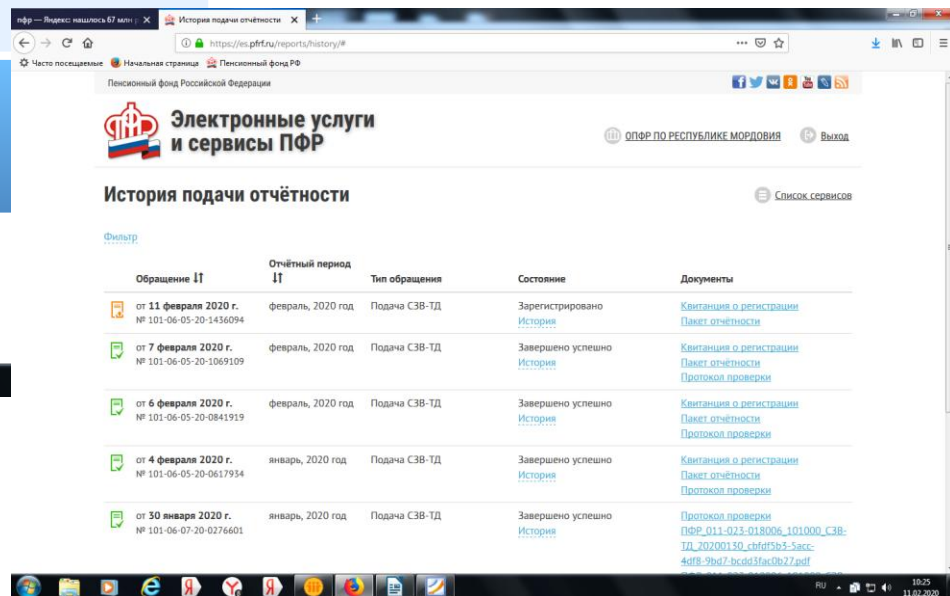 пфр — Яндекс: нашлось 67 млн р
История подачи отчётности
https://es.pfrf.ru/reports/history/#
Часто посещаемые Начальная страница Пенсионный фонд РФ
Пенсионный фонд Российской Федерации
Электронные услуги
и сервисы ПФР
ОПФР ПО РЕСПУБЛИКЕ МОРДОВИЯ Выход
История подачи отчётности
Список сервисов
Фильтр
Обращение Отчётный период Тип обращения Состояние Документы
от 11 февраля 2020 г. февраль, 2020 год Подача СЗВ-ТД Зарегистрировано Квитанция о регистрации
№ 101-06-05-20-1436094 История Пакет отчётности
от 7 февраля 2020 г. февраль, 2020 год Подача СЗВ-ТД Завершено успешно Квитанция о регистрации
№ 101-06-05-20-1069109 История Пакет отчётности
Протокол проверки
от 6 февраля 2020 г. февраль, 2020 год Подача СЗВ-ТД Завершено успешно Квитанция о регистрации
№ 101-06-05-20-0841919 История Пакет отчётности
Протокол проверки
от 4 февраля 2020 г. январь, 2020 год Подача СЗВ-ТД Завершено успешно Квитанция о регистрации
№ 101-06-05-20-0617934 История Пакет отчётности
Протокол проверки
от 30 января 2020 г. январь, 2020 год Подача СЗВ-ТД Завершено успешно Протокол проверки
№ 101-06-07-20-0276601 История ПФР_011-023-018006_101000_СЗВ-
ТД_20200130_cbfdf5b3-5acc-
4df8-9bd7-bcdd3fac0b27.pdf
RU 10:25
11.02.2020